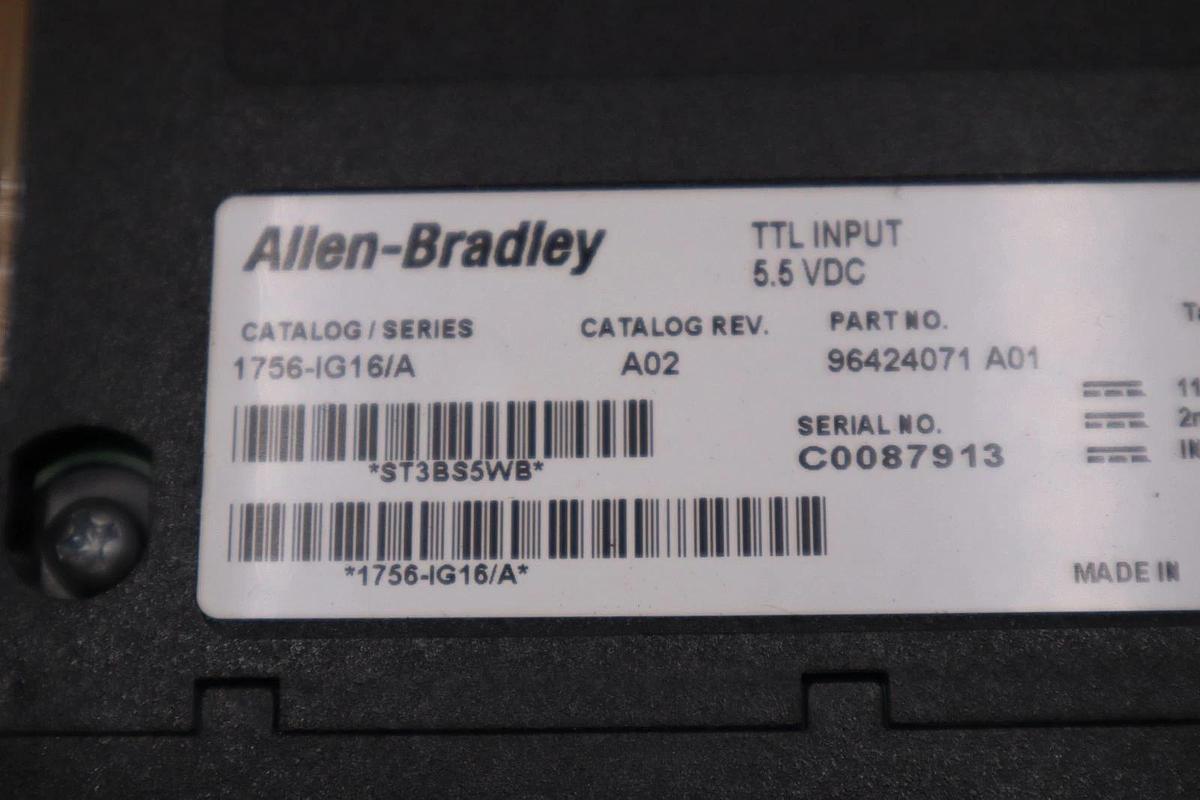 Allen-Bradley
TTL INPUT
5.5 VDC
CATALOG / SERIES
CATALOG REV.
PART NO.
1756-IG16/A
A02
96424071 A01
SERIAL NO.
C0087913
*ST3BS5WB*
*1756-IG16/A*
MADE IN